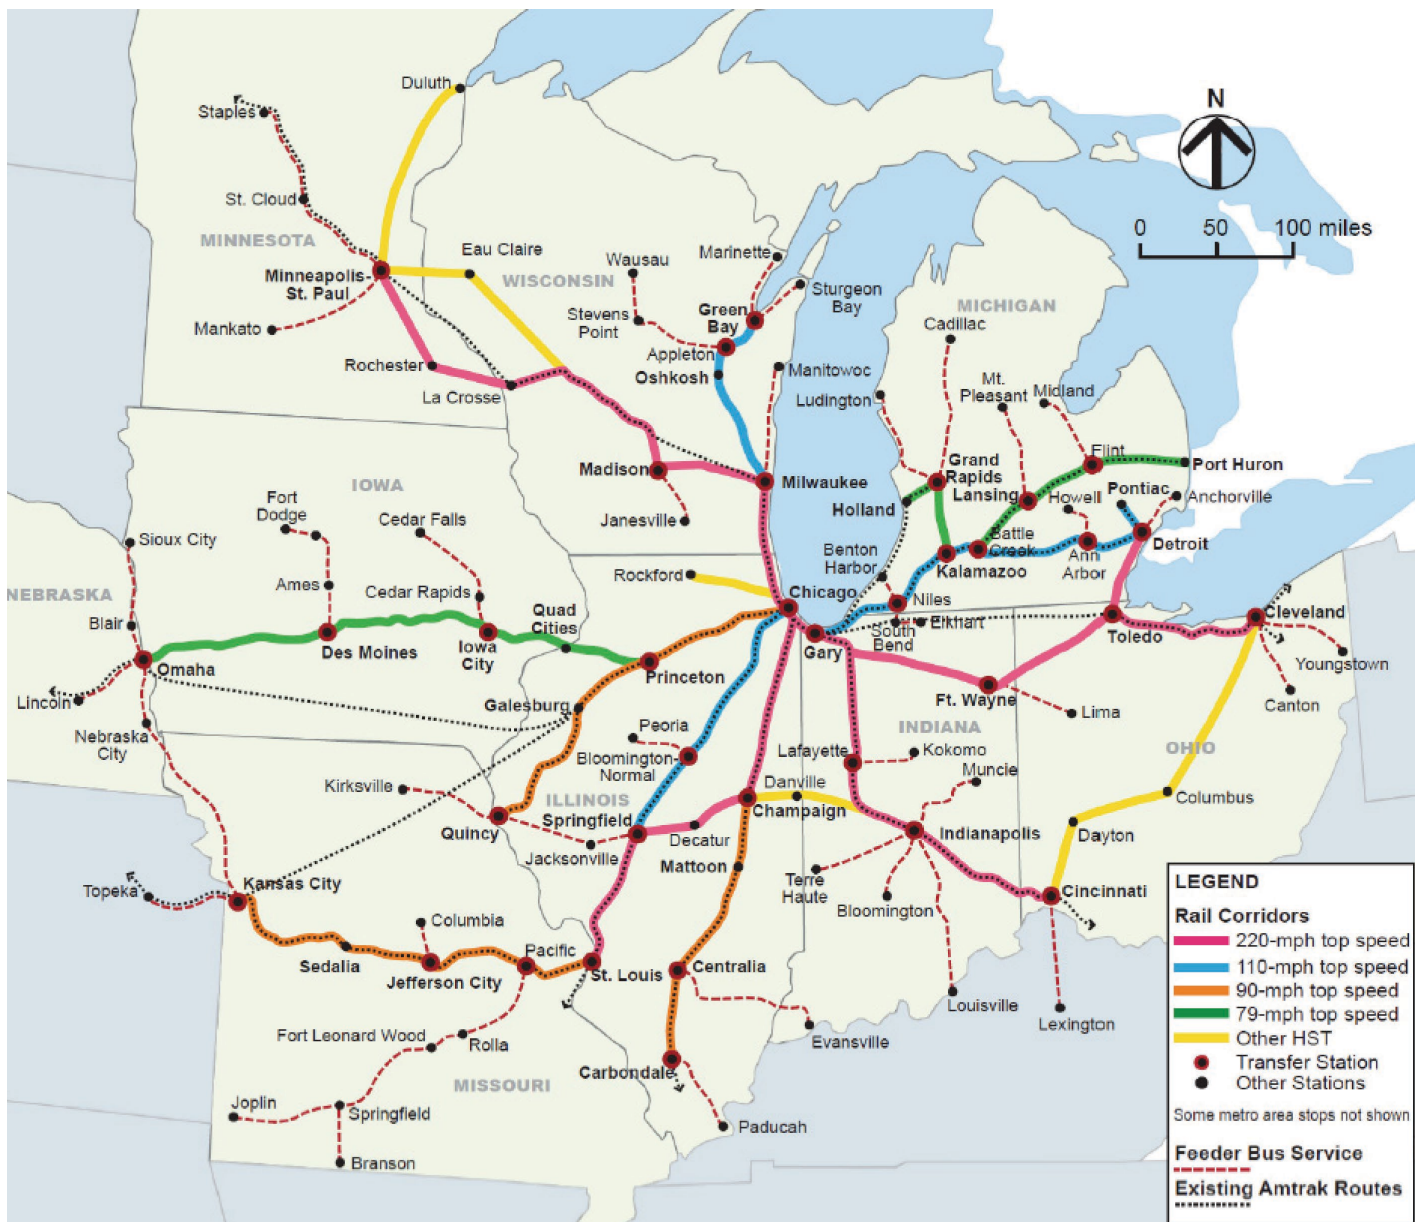 Duluth
Staples
N
St. Cloud
0 50 100 miles
MINNESOTA
Minneapolis-
St. Paul
Eau Claire
WISCONSIN
Wausau
Marinette
Sturgeon
Bay
Green
Bay
Stevens
Point
Appleton
Oshkosh
Mankato
Rochester
La Crosse
Manitowoc
Ludington
MICHIGAN
Cadillac
Mt.
Pleasant
Midland
Flint
Port Huron
Grand
Rapids
Lansing
Holland
Howell
Pontiac
Anchorville
Madison
Milwaukee
Janesville
IOWA
Fort
Dodge
Cedar Falls
Sioux City
Ames
Cedar Rapids
Rockford
Chicago
Benton
Harbor
Battle
Creek
Kalamazoo
Ann
Arbor
Detroit
NEBRASKA
Blair
Omaha
Lincoln
Nebraska
City
Des Moines
Iowa
City
Quad
Cities
Princeton
Galesburg
Gary
Niles
South
Bend
Elkhart
Toledo
Cleveland
Youngstown
Canton
Ft. Wayne
Lima
INDIANA
OHIO
Peoria
Bloomington-
Normal
Lafayette
Kokomo
Muncie
Kirksville
ILLINOIS
Springfield
Quincy
Jacksonville
Decatur
Danville
Champaign
Mattoon
Indianapolis
Columbus
Dayton
Terre
Haute
Bloomington
Cincinnati
Topeka
Kansas City
Columbia
Sedalia
Jefferson City
Pacific
St. Louis
Centralia
Louisville
Lexington
Evansville
Fort Leonard Wood
Rolla
Carbondale
MISSOURI
Joplin
Springfield
Branson
Paducah
LEGEND
Rail Corridors
220-mph top speed
110-mph top speed
90-mph top speed
79-mph top speed
Other HST
Transfer Station
Other Stations
Some metro area stops not shown
Feeder Bus Service
Existing Amtrak Routes